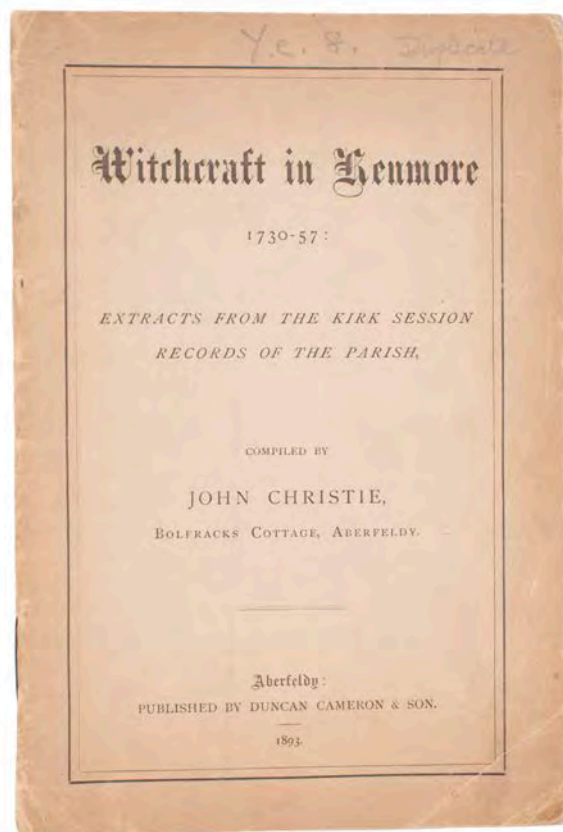 Y.c. 8. Duplicate
Witchcraft in Kenmore
1730-57:
EXTRACTS FROM THE KIRK SESSION
RECORDS OF THE PARISH,
COMPILED BY
JOHN CHRISTIE,
BOLFRACKS COTTAGE, ABERFELDY.
Aberfeldy:
PUBLISHED BY DUNCAN CAMERON & SON.
1893.